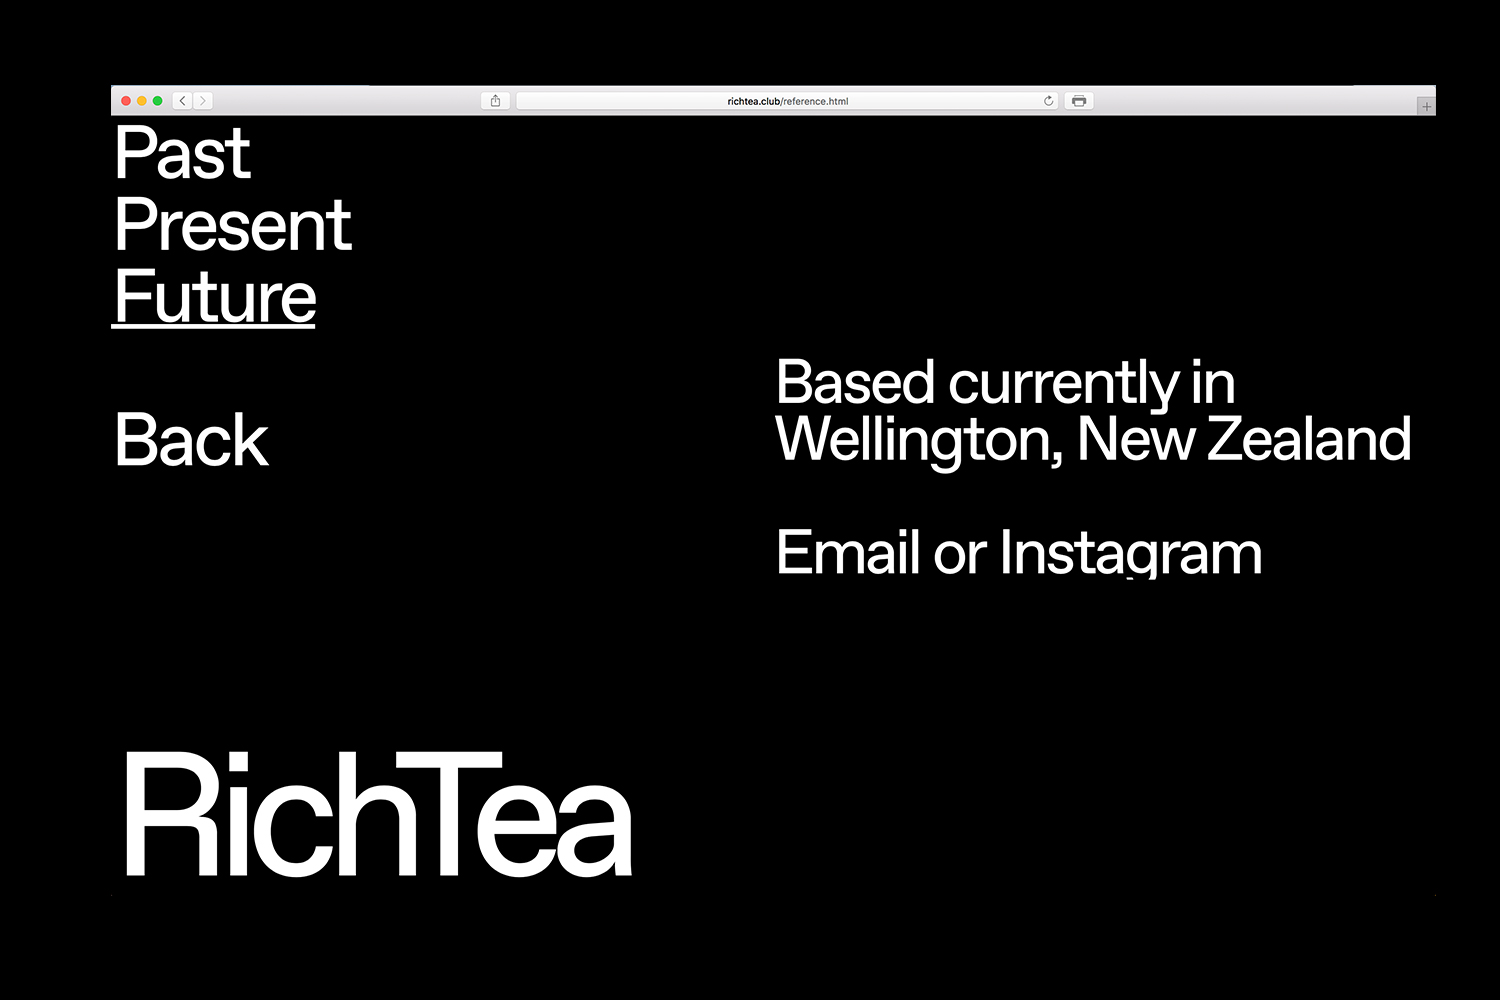 richtea.club/reference.html
Past
Present
Future
Back
Based currently in
Wellington, New Zealand
Email or Instagram
RichTea